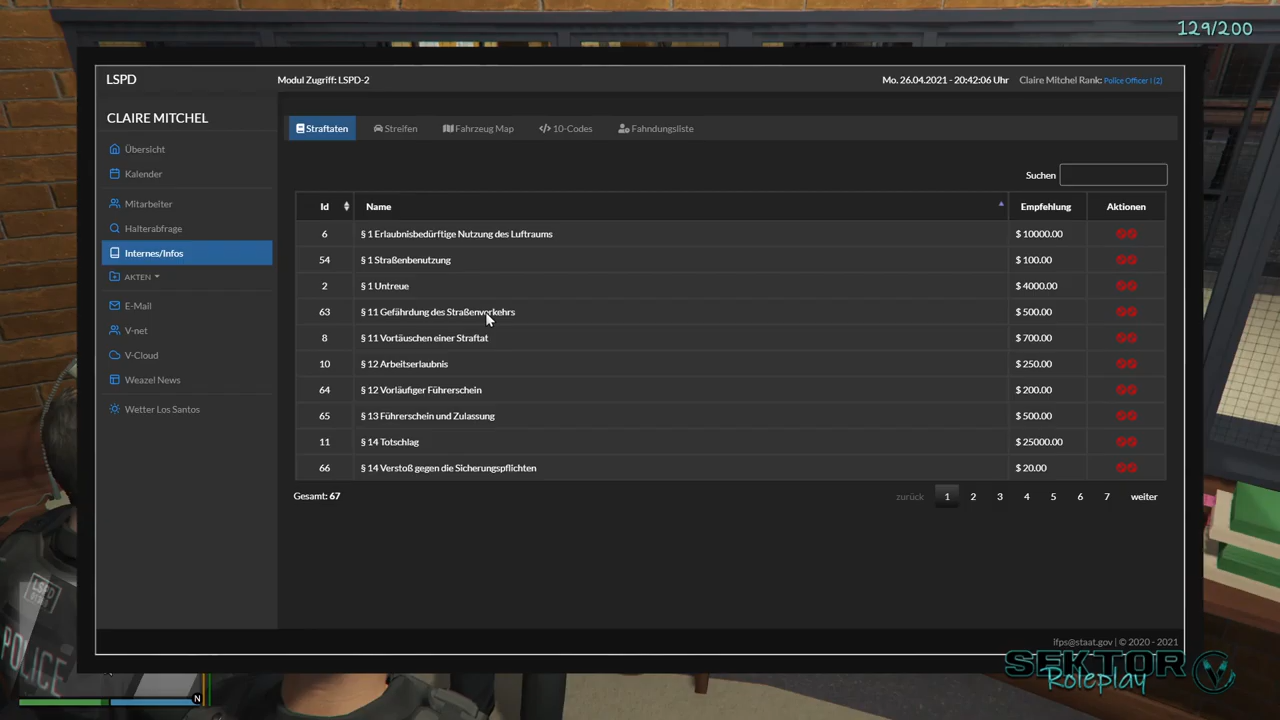 129/200
LSPD
Modul Zugriff: LSPD-2
Mo. 26.04.2021 - 20:42:06 Uhr
Claire Mitchel Rank: Police Officer I (2)
CLAIRE MITCHEL
Übersicht
Kalender
Mitarbeiter
Halterabfrage
Internes/Infos
AKTEN
E-Mail
V-net
V-Cloud
Weazel News
Wetter Los Santos
Straftaten
Streifen
Fahrzeug Map
10-Codes
Fahndungsliste
Suchen
Id Name Empfehlung Aktionen
6 § 1 Erlaubnisbedürftige Nutzung des Luftraums $ 10000.00
54 § 1 Straßenbenutzung $ 100.00
2 § 1 Untreue $ 4000.00
63 § 11 Gefährdung des Straßenverkehrs $ 500.00
8 § 11 Vortäuschen einer Straftat $ 700.00
10 § 12 Arbeitserlaubnis $ 250.00
64 § 12 Vorläufiger Führerschein $ 200.00
65 § 13 Führerschein und Zulassung $ 500.00
11 § 14 Totschlag $ 25000.00
66 § 14 Verstoß gegen die Sicherungspflichten $ 20.00
Gesamt: 67
zurück 1 2 3 4 5 6 7 weiter
ifps@staat.gov | © 2020 - 2021
LSPD
POLICE
N
SEKTOR
Roleplay
V